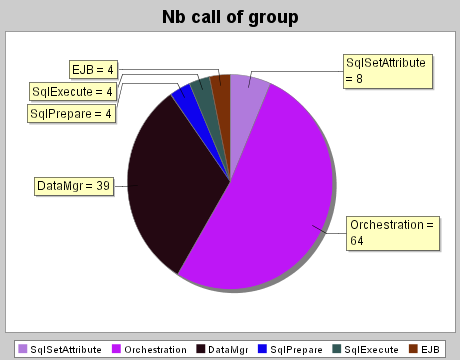 Nb call of group
EJB = 4
SqlExecute = 4
SqlPrepare = 4
SqlSetAttribute
= 8
DataMgr = 39
Orchestration =
64
SqlSetAttribute Orchestration DataMgr SqlPrepare SqlExecute EJB